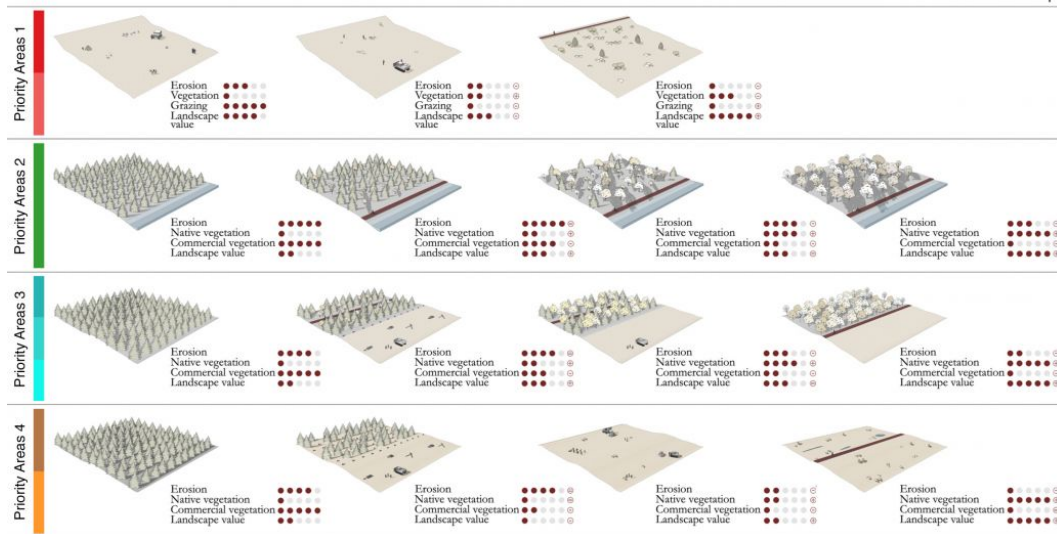 Priority Areas 1
Erosion
Vegetation
Grazing
Landscape
value
Erosion
Vegetation
Grazing
Landscape
value
Erosion
Vegetation
Grazing
Landscape
value
Priority Areas 2
Erosion
Native vegetation
Commercial vegetation
Landscape value
Erosion
Native vegetation
Commercial vegetation
Landscape value
Erosion
Native vegetation
Commercial vegetation
Landscape value
Erosion
Native vegetation
Commercial vegetation
Landscape value
Priority Areas 3
Erosion
Native vegetation
Commercial vegetation
Landscape value
Erosion
Native vegetation
Commercial vegetation
Landscape value
Erosion
Native vegetation
Commercial vegetation
Landscape value
Erosion
Native vegetation
Commercial vegetation
Landscape value
Priority Areas 4
Erosion
Native vegetation
Commercial vegetation
Landscape value
Erosion
Native vegetation
Commercial vegetation
Landscape value
Erosion
Native vegetation
Commercial vegetation
Landscape value
Erosion
Native vegetation
Commercial vegetation
Landscape value